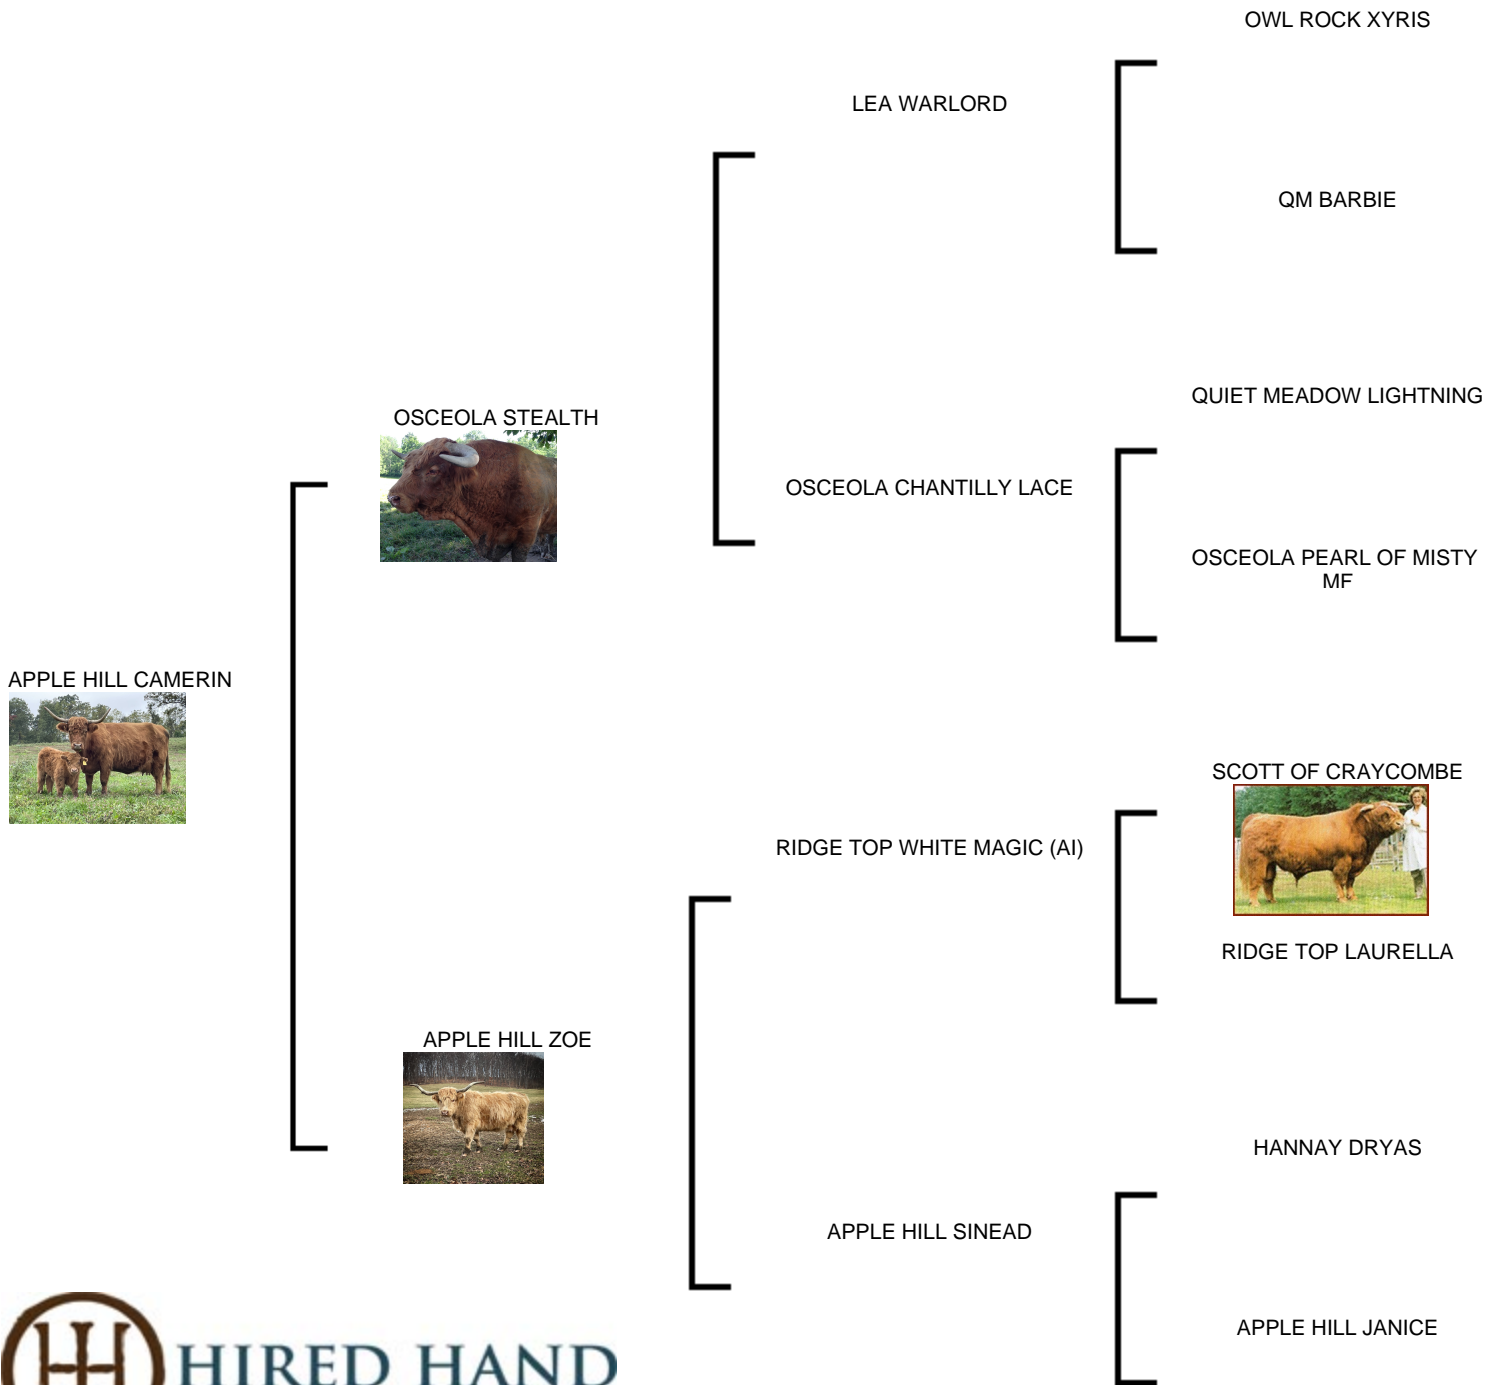 OWL ROCK XYRIS
LEA WARLORD
QM BARBIE
QUIET MEADOW LIGHTNING
OSCEOLA STEALTH
OSCEOLA CHANTILLY LACE
OSCEOLA PEARL OF MISTY
MF
APPLE HILL CAMERIN
SCOTT OF CRAYCOMBE
RIDGE TOP WHITE MAGIC (AI)
RIDGE TOP LAURELLA
APPLE HILL ZOE
HANNAY DRYAS
APPLE HILL SINEAD
APPLE HILL JANICE
HIRED HAND